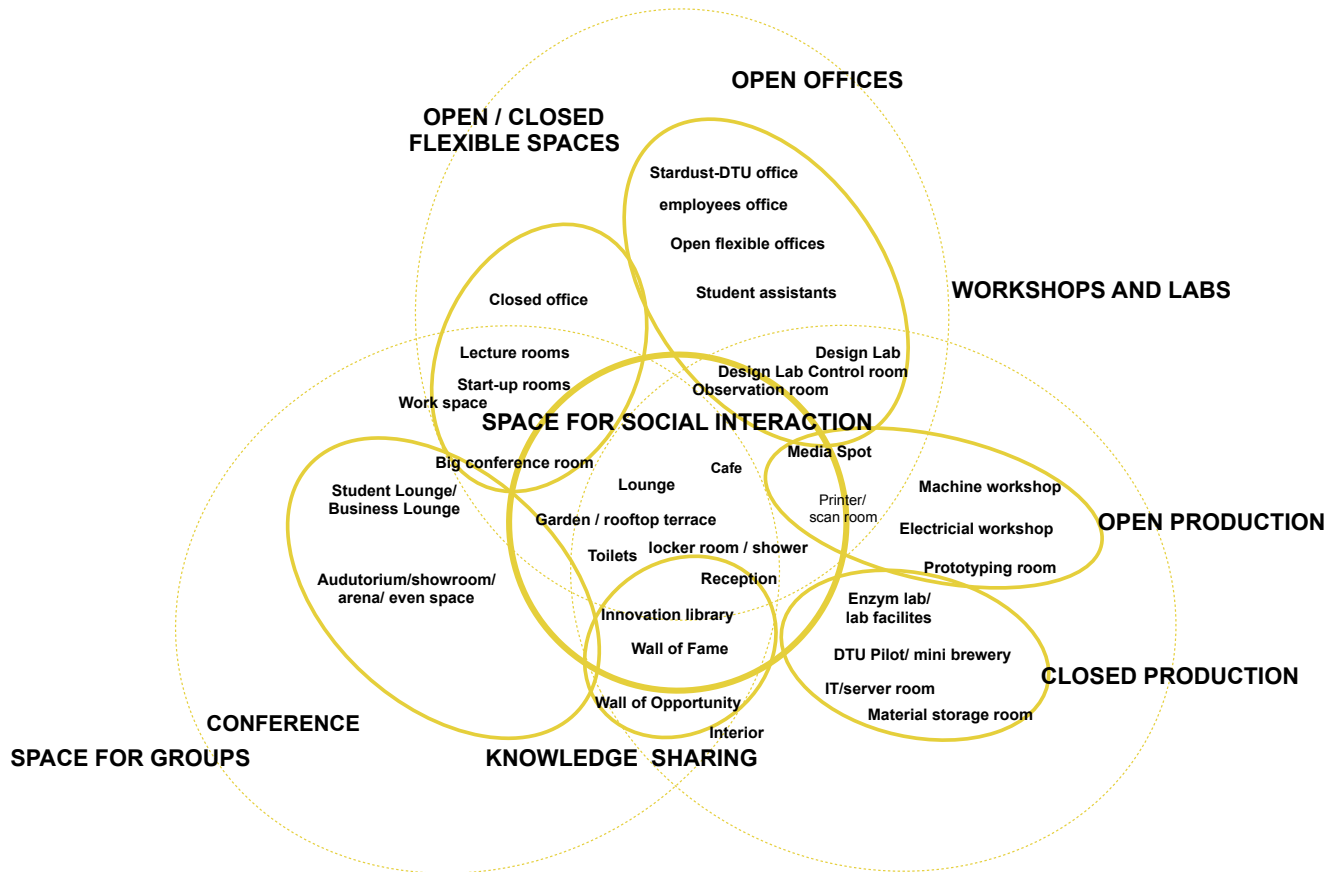 OPEN OFFICES
OPEN / CLOSED
FLEXIBLE SPACES
Stardust-DTU office
employees office
Open flexible offices
Student assistants
WORKSHOPS AND LABS
Closed office
Lecture rooms
Start-up rooms
Work space
Design Lab
Design Lab Control room
Observation room
SPACE FOR SOCIAL INTERACTION
Big conference room
Cafe
Media Spot
Student Lounge/
Business Lounge
Lounge
Printer/
scan room
Machine workshop
Garden / rooftop terrace
Electricial workshop
OPEN PRODUCTION
Toilets
locker room / shower
Prototyping room
Audutorium/showroom/
arena/ even space
Reception
Enzym lab/
lab facilites
Innovation library
Wall of Fame
DTU Pilot/ mini brewery
CLOSED PRODUCTION
IT/server room
Wall of Opportunity
Material storage room
CONFERENCE
Interior
SPACE FOR GROUPS
KNOWLEDGE SHARING